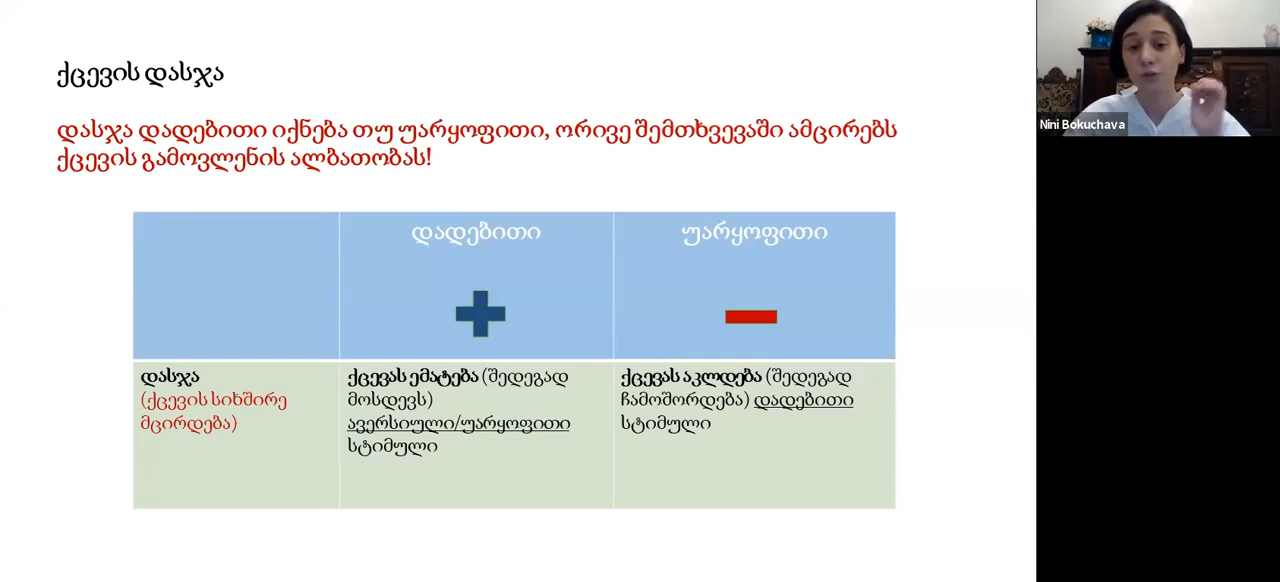 ქცევის დასჯა
დასჯა დადებითი იქნება თუ უარყოფითი, ორივე შემთხვევაში ამცირებს
ქცევის გამოვლენის ალბათობას!
დადებითი
უარყოფითი
დასჯა
(ქცევის სიხშირე
მცირდება)
ქცევას ემატება (შედეგად
მოსდევს)
ავერსიული/უარყოფითი
სტიმული
ქცევას აკლდება (შედეგად
ჩამოშორდება) დადებითი
სტიმული
Nini Bokuchava